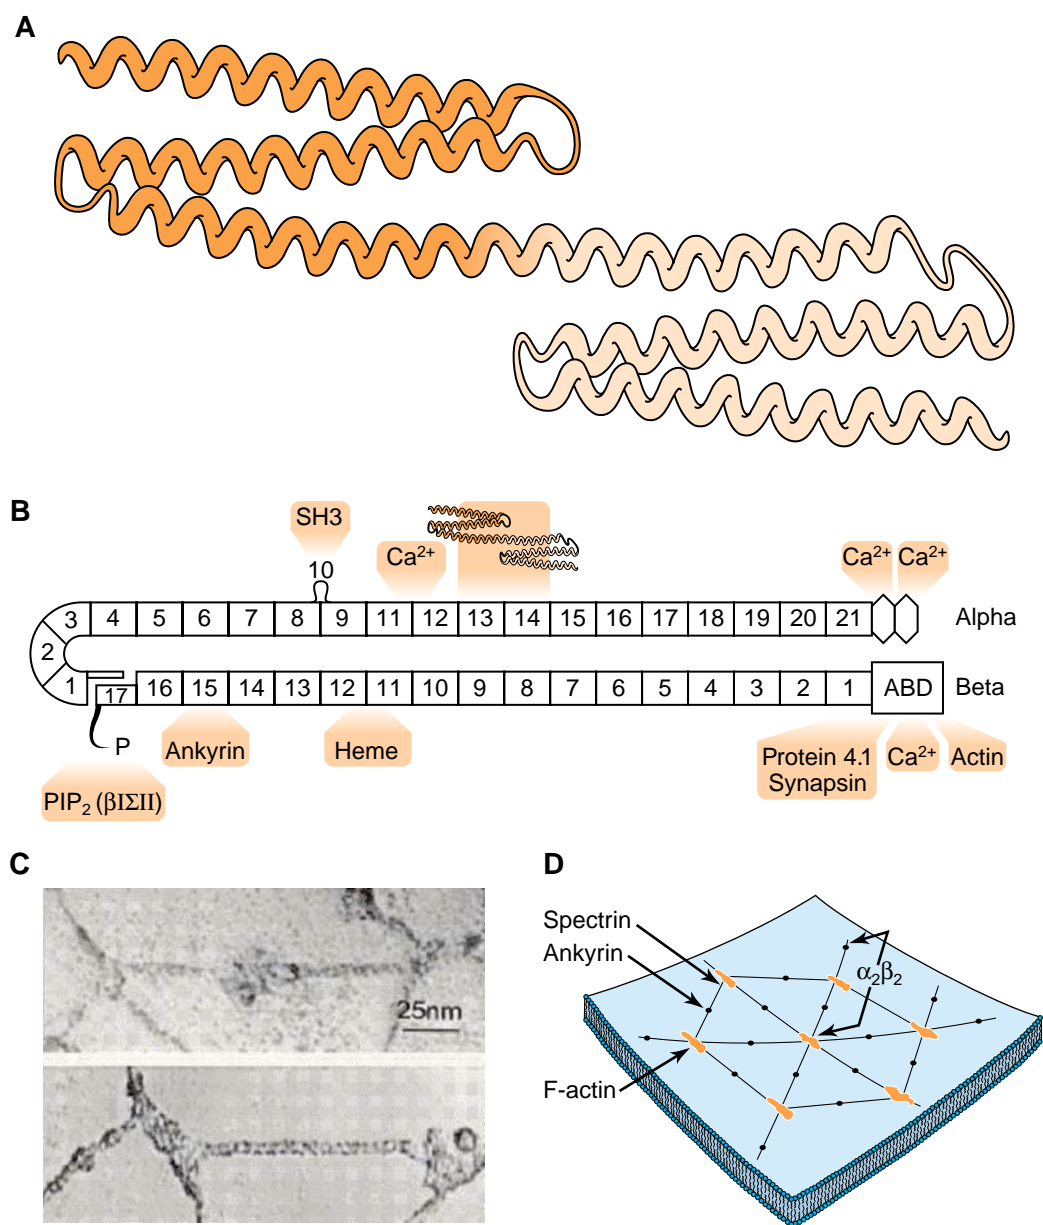 A
B
SH3
10
Ca²⁺
Ca²⁺ Ca²⁺
3 4 5 6 7 8 9 11 12 13 14 15 16 17 18 19 20 21 Alpha
2
1 17 16 15 14 13 12 11 10 9 8 7 6 5 4 3 2 1 ABD Beta
P
Ankyrin Heme Protein 4.1 Synapsin Ca²⁺ Actin
PIP₂ (βIΣII)
C
25nm
D
Spectrin
Ankyrin
α₂β₂
F-actin